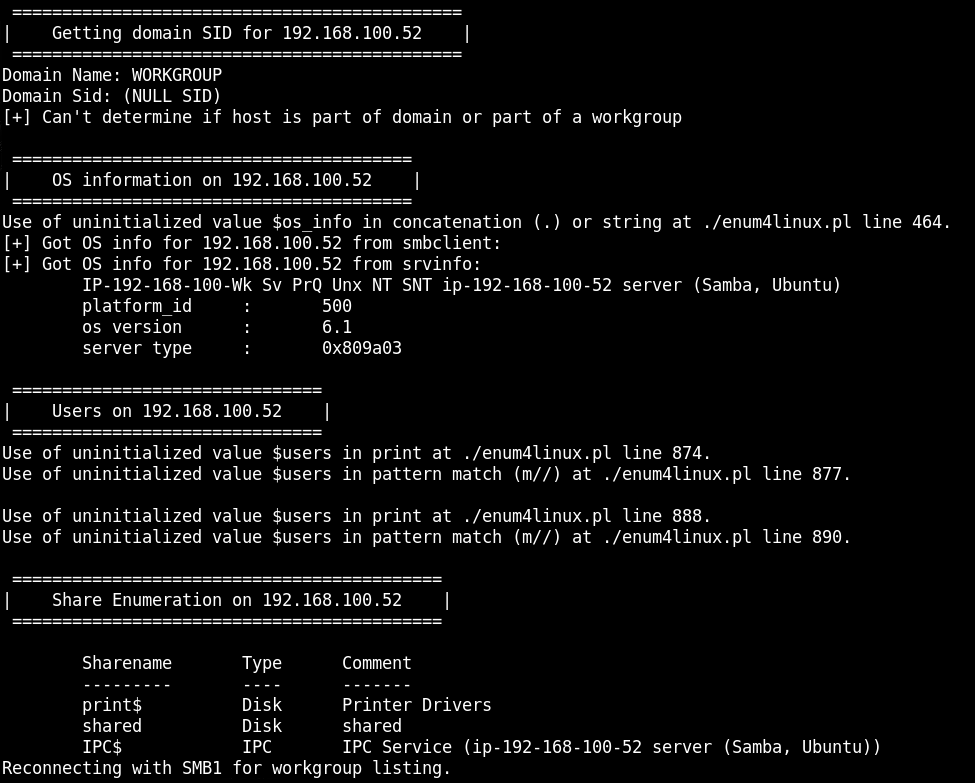 =============================================
|    Getting domain SID for 192.168.100.52    |
 =============================================
Domain Name: WORKGROUP
Domain Sid: (NULL SID)
[+] Can't determine if host is part of domain or part of a workgroup

 ========================================
|    OS information on 192.168.100.52    |
 ========================================
Use of uninitialized value $os_info in concatenation (.) or string at ./enum4linux.pl line 464.
[+] Got OS info for 192.168.100.52 from smbclient:
[+] Got OS info for 192.168.100.52 from srvinfo:
        IP-192-168-100-Wk Sv PrQ Unx NT SNT ip-192-168-100-52 server (Samba, Ubuntu)
        platform_id     :       500
        os version      :       6.1
        server type     :       0x809a03

 ===============================
|    Users on 192.168.100.52    |
 ===============================
Use of uninitialized value $users in print at ./enum4linux.pl line 874.
Use of uninitialized value $users in pattern match (m//) at ./enum4linux.pl line 877.

Use of uninitialized value $users in print at ./enum4linux.pl line 888.
Use of uninitialized value $users in pattern match (m//) at ./enum4linux.pl line 890.

 ===========================================
|    Share Enumeration on 192.168.100.52    |
 ===========================================

        Sharename       Type      Comment
        ---------       ----      -------
        print$          Disk      Printer Drivers
        shared          Disk      shared
        IPC$            IPC       IPC Service (ip-192-168-100-52 server (Samba, Ubuntu))
Reconnecting with SMB1 for workgroup listing.